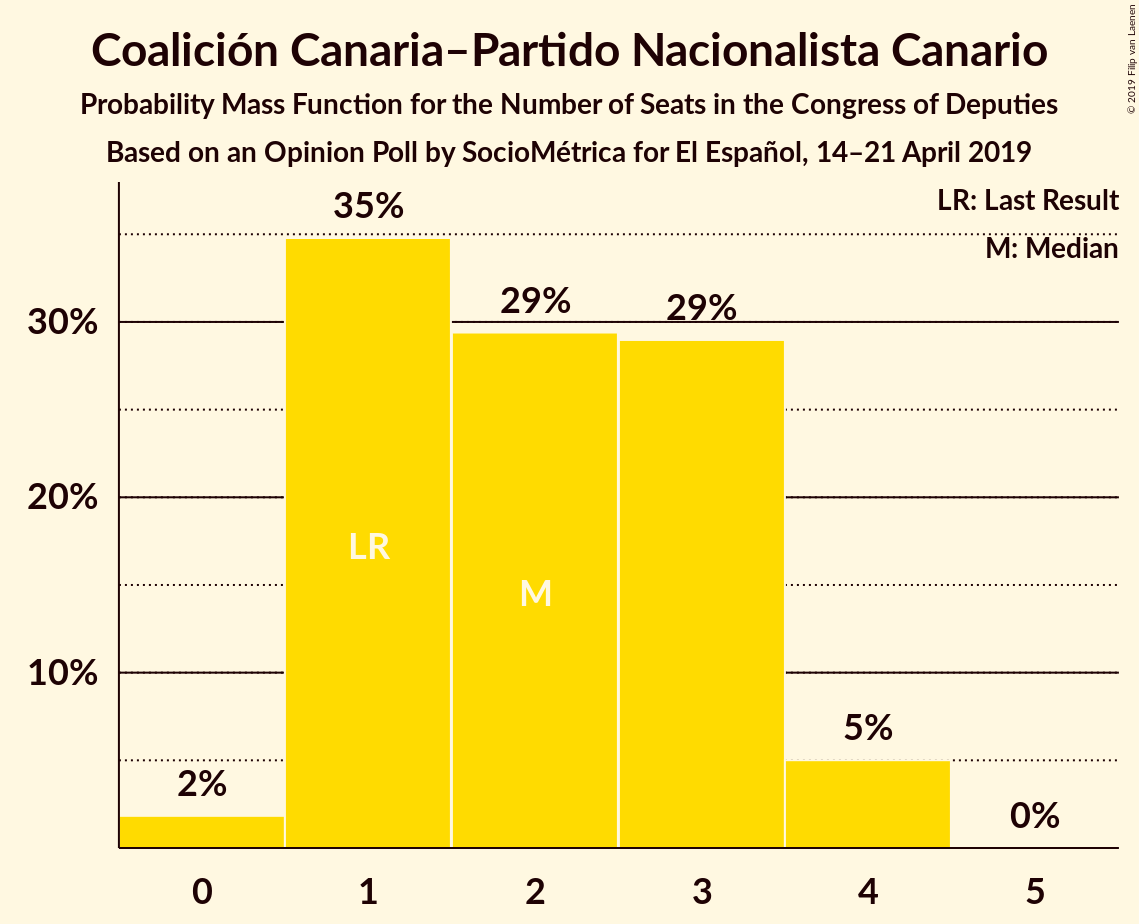 Coalición Canaria–Partido Nacionalista Canario
Probability Mass Function for the Number of Seats in the Congress of Deputies
Based on an Opinion Poll by SocioMétrica for El Español, 14–21 April 2019
© 2019 Filip van Laenen
LR: Last Result
M: Median
35%
29%
29%
30%
20%
10%
LR
M
2%
5%
0%
0 1 2 3 4 5